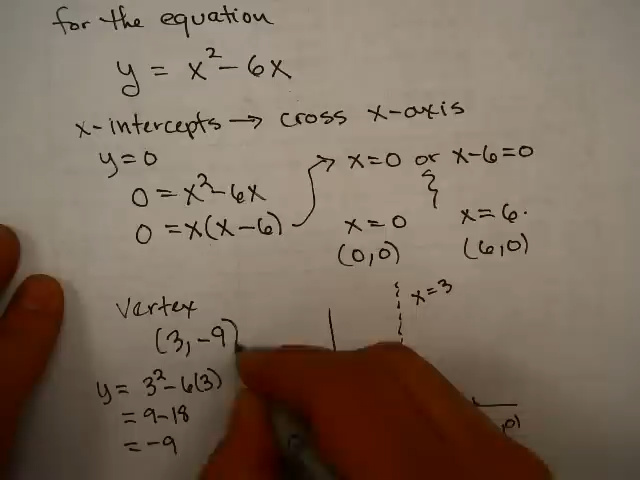 for the equation
y = x² - 6x
x-intercepts → cross x-axis
y = 0
0 = x² - 6x
0 = x(x - 6)
x = 0 or x - 6 = 0
x = 0
x = 6.
(0,0)
(6,0)
x = 3
Vertex
(3, -9)
y = 3² - 6(3)
= 9 - 18
= -9
,0)